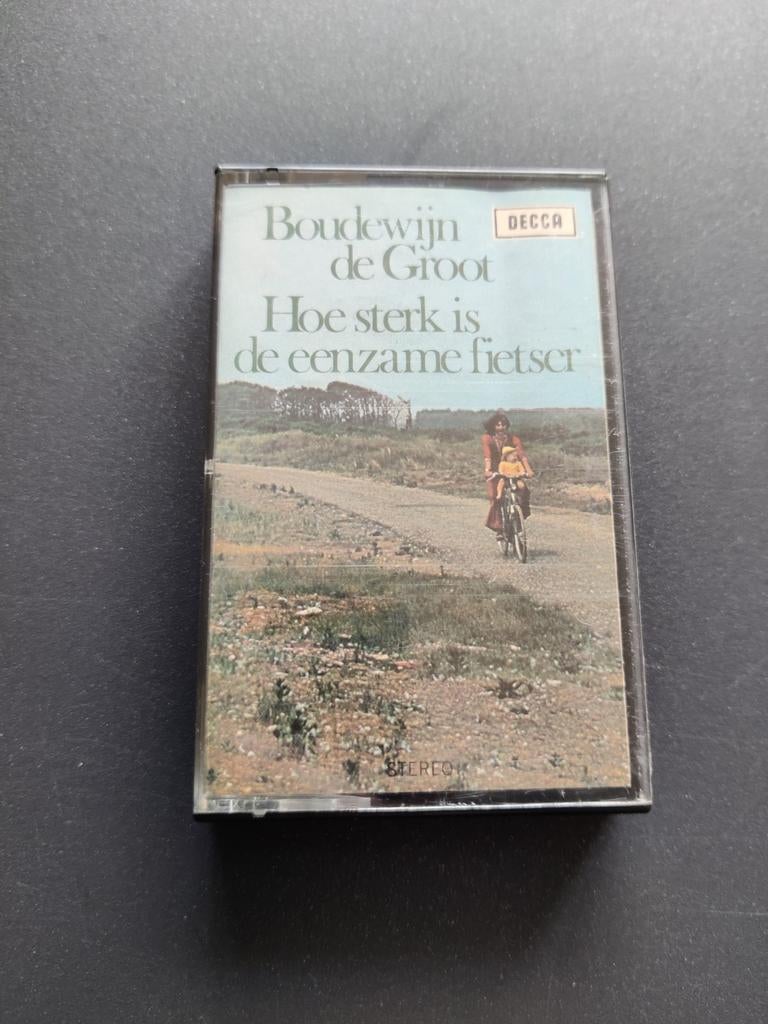 Boudewijn
de Groot
DECCA
Hoe sterk is
de eenzame fietser
STEREO